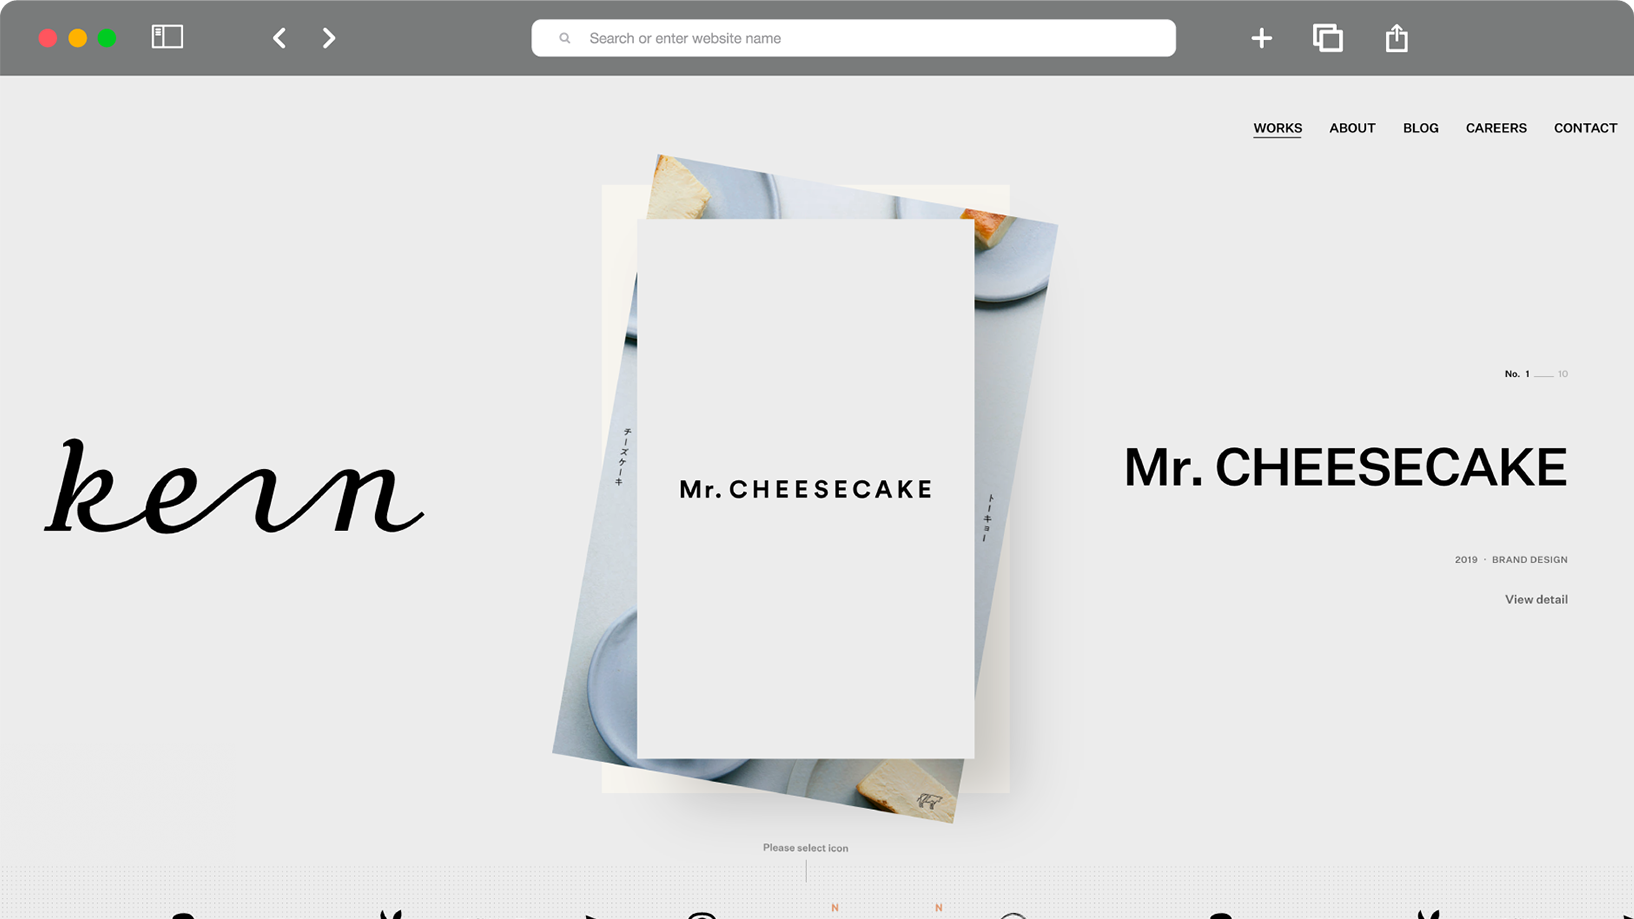 Search or enter website name
WORKS ABOUT BLOG CAREERS CONTACT
kern
チーズケーキ
Mr. CHEESECAKE
トーキョー
No. 1 10
Mr. CHEESECAKE
2019 · BRAND DESIGN
View detail
Please select icon
N N